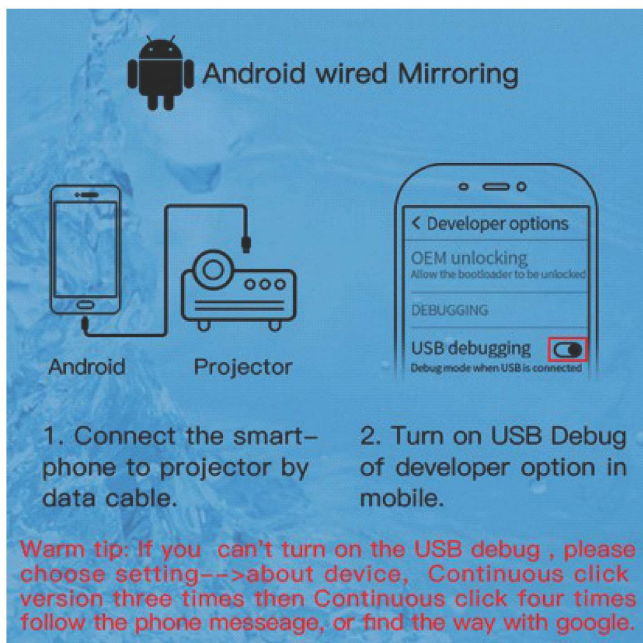 Android wired Mirroring
Android
Projector
< Developer options
OEM unlocking
Allow the bootloader to be unlocked
DEBUGGING
USB debugging
Debug mode when USB is connected
1. Connect the smart-
phone to projector by
data cable.
2. Turn on USB Debug
of developer option in
mobile.
Warm tip: If you can't turn on the USB debug , please
choose setting-->about device, Continuous click
version three times then Continuous click four times
follow the phone messeage, or find the way with google.